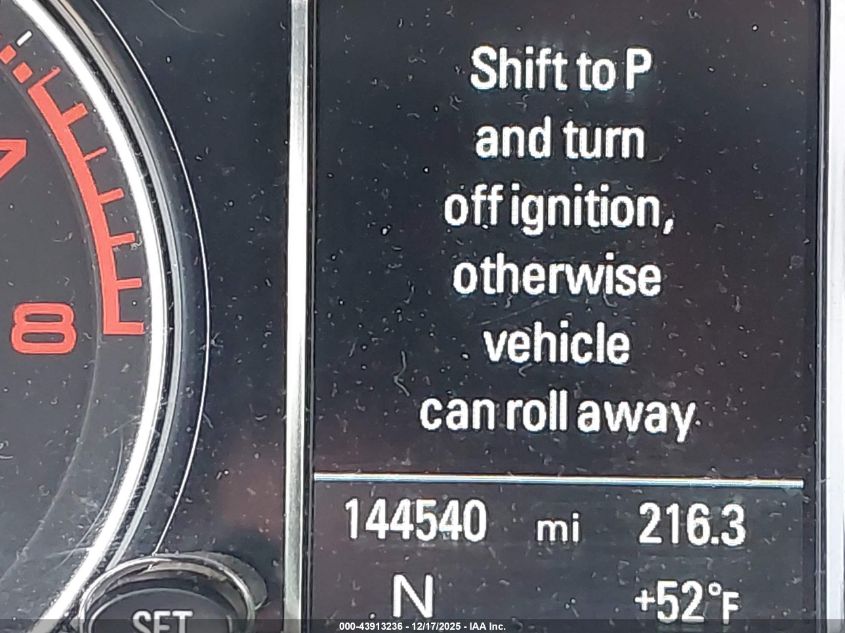 Shift to P
and turn
off ignition,
otherwise
vehicle
can roll away
144540 mi 216.3
N +52°F
7
8
SET
000-43913236 - 12/17/2025 - IAA Inc.